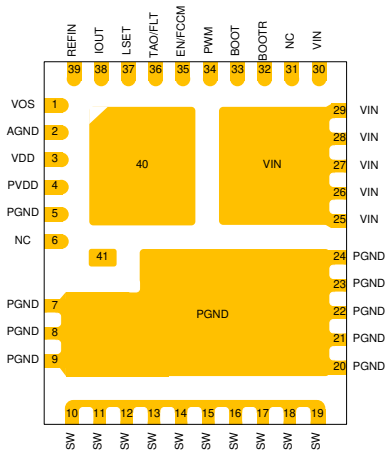 REFIN IOUT LSET TAO/FLT EN/FCCM PWM BOOT BOOTR NC VIN
39 38 37 36 35 34 33 32 31 30
VOS 1 29 VIN
AGND 2 28 VIN
VDD 3 40 VIN 27 VIN
PVDD 4 26 VIN
PGND 5 25 VIN
NC 6
41 24 PGND
23 PGND
PGND 7 PGND 22 PGND
PGND 8 21 PGND
PGND 9 20 PGND
10 11 12 13 14 15 16 17 18 19
SW SW SW SW SW SW SW SW SW SW